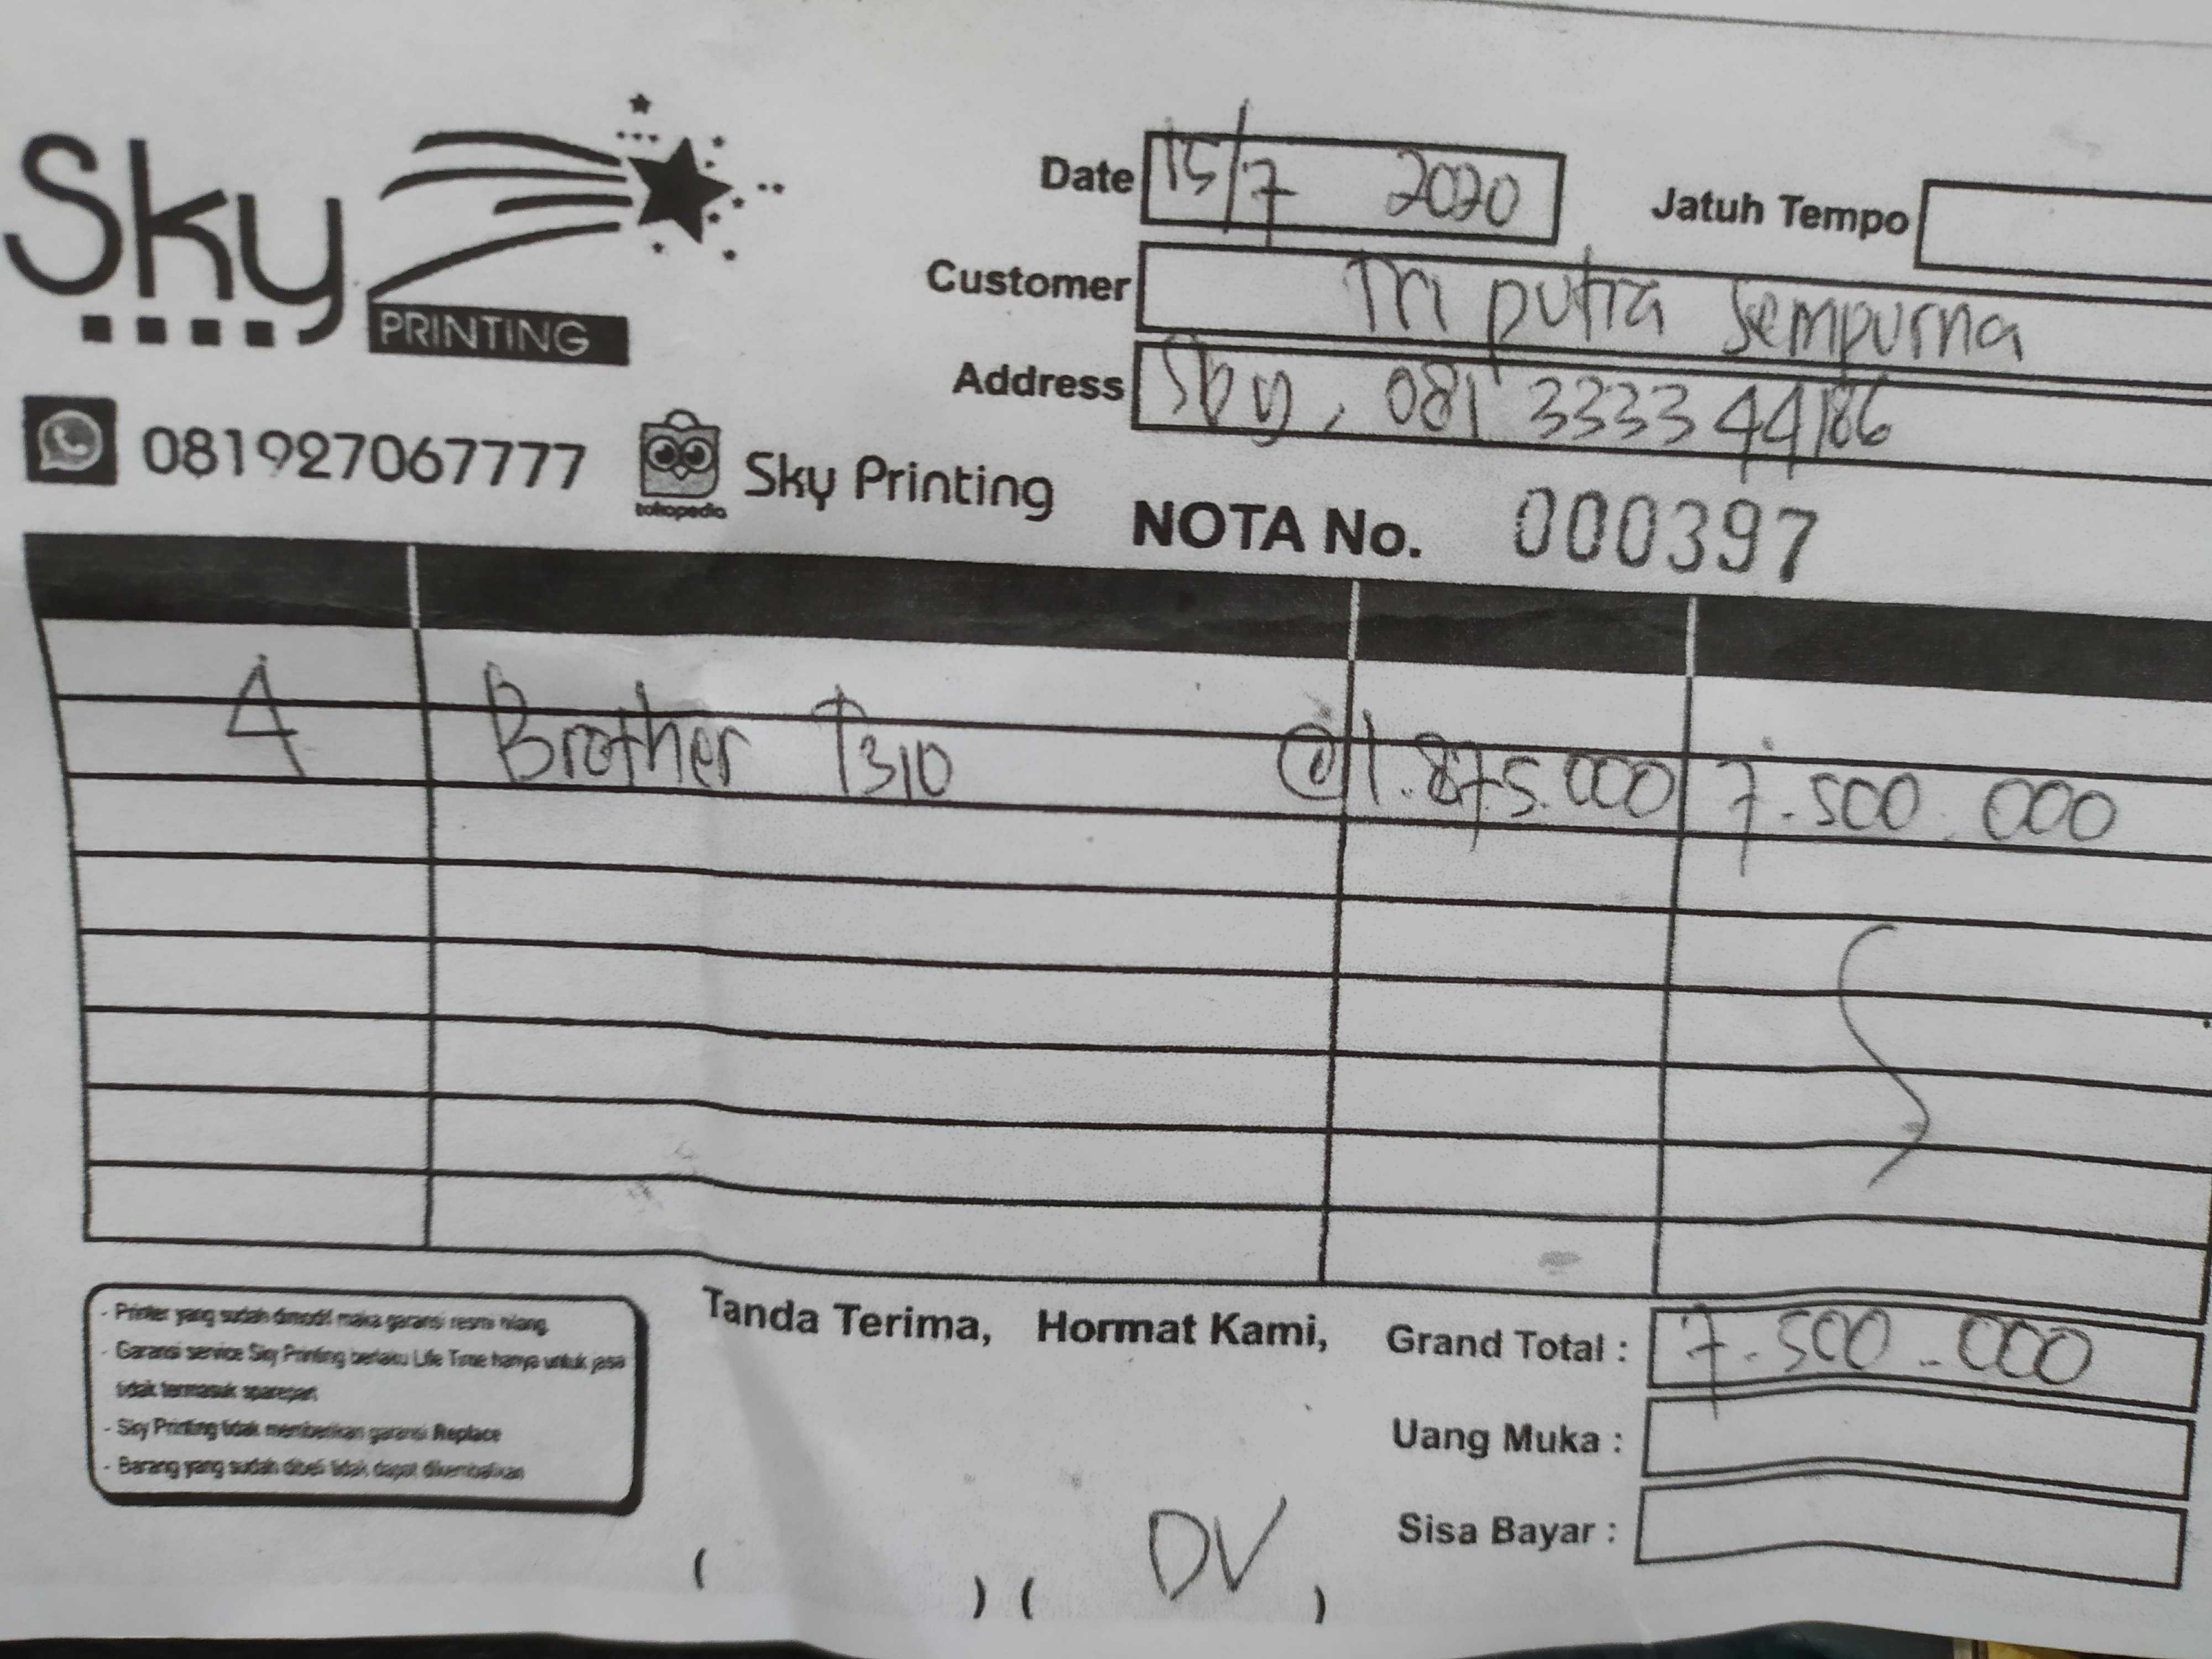 Sky
PRINTING
Date 15/7 2020 Jatuh Tempo
Customer Tri putra Sempurna
Address Sby, 081 3333 44186
081927067777 tokopedia Sky Printing
NOTA No. 000397
4 Brother T310 @ 1.875.000 7.500.000
- Printer yang sudah dimodif maka garansi resmi hilang
- Garansi service Sky Printing berlaku Life Time hanya untuk jasa
tidak termasuk sparepart
- Sky Printing tidak memberikan garansi Replace
- Barang yang sudah dibeli tidak dapat dikembalikan
Tanda Terima, Hormat Kami,
Grand Total : 7.500.000
Uang Muka :
Sisa Bayar :
( ) ( DV )